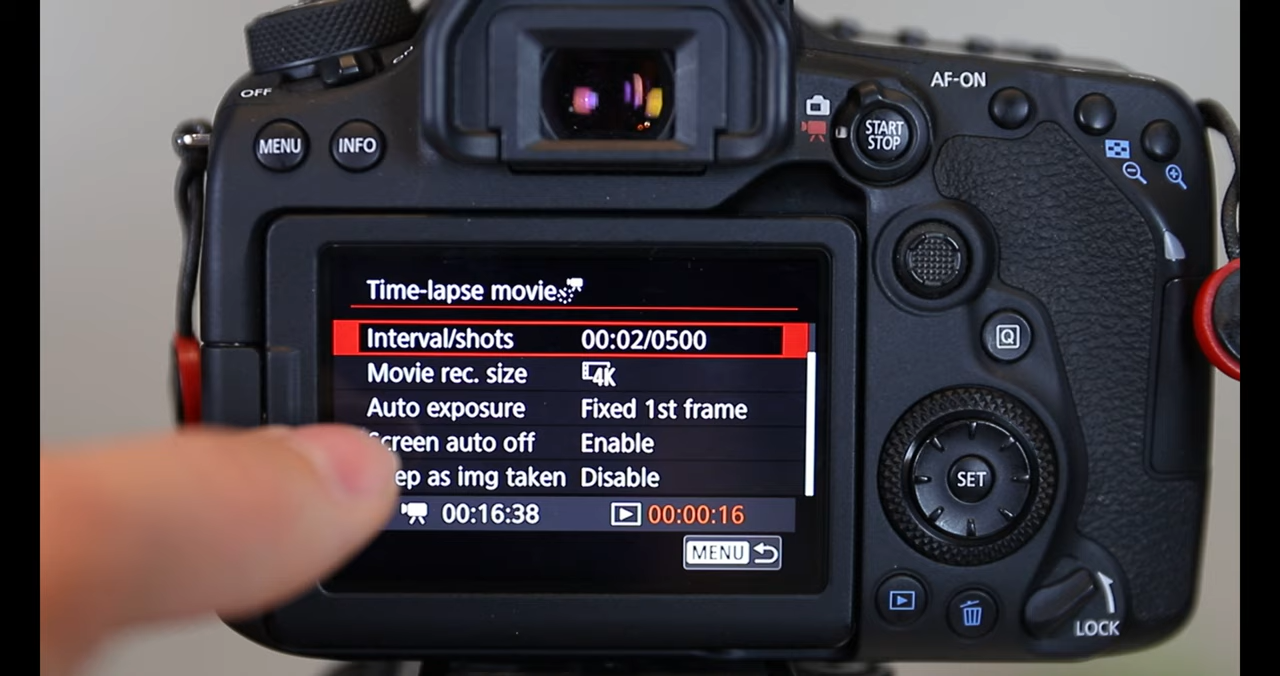 AF-ON
OFF
MENU
INFO
START
STOP
Time-lapse movie
Interval/shots 00:02/0500
Movie rec. size 4K
Auto exposure Fixed 1st frame
Screen auto off Enable
as img taken Disable
00:16:38 00:00:16
MENU
Q
SET
LOCK